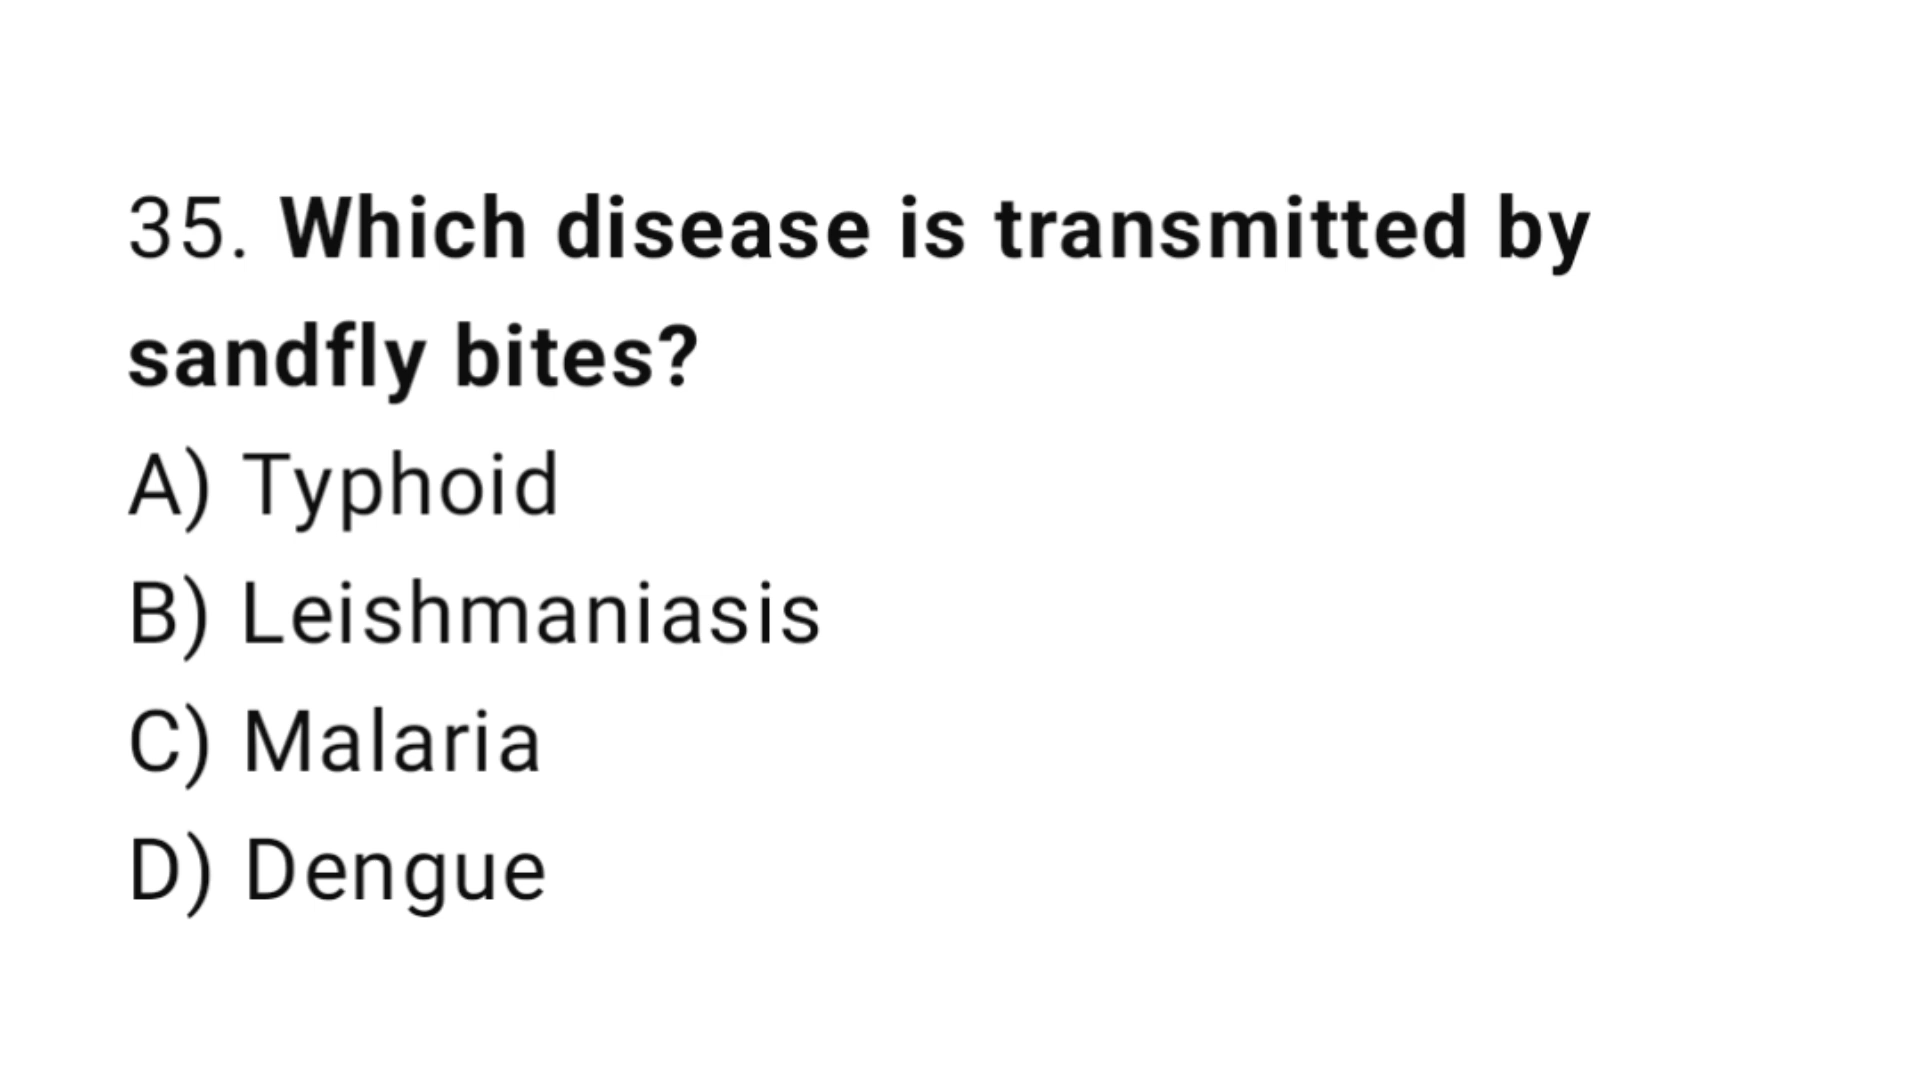 35. Which disease is transmitted by
sandfly bites?
A) Typhoid
B) Leishmaniasis
C) Malaria
D) Dengue